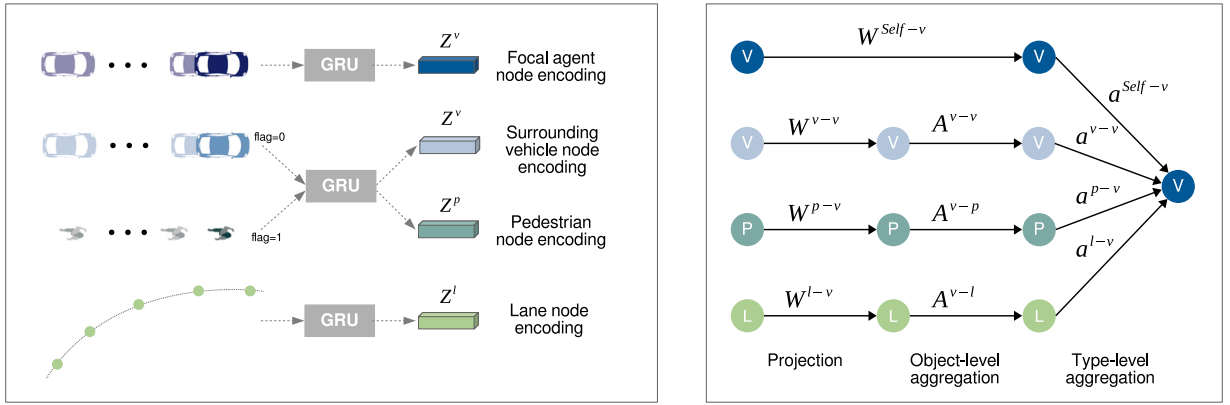 GRU
Z^v
Focal agent
node encoding
flag=0
Z^v
Surrounding
vehicle node
encoding
GRU
flag=1
Z^p
Pedestrian
node encoding
GRU
Z^l
Lane node
encoding
V
W^{Self-v}
V
a^{Self-v}
V
W^{v-v}
V
A^{v-v}
V
a^{v-v}
V
P
W^{p-v}
P
A^{v-p}
P
a^{p-v}
L
W^{l-v}
L
A^{v-l}
L
a^{l-v}
Projection
Object-level
aggregation
Type-level
aggregation